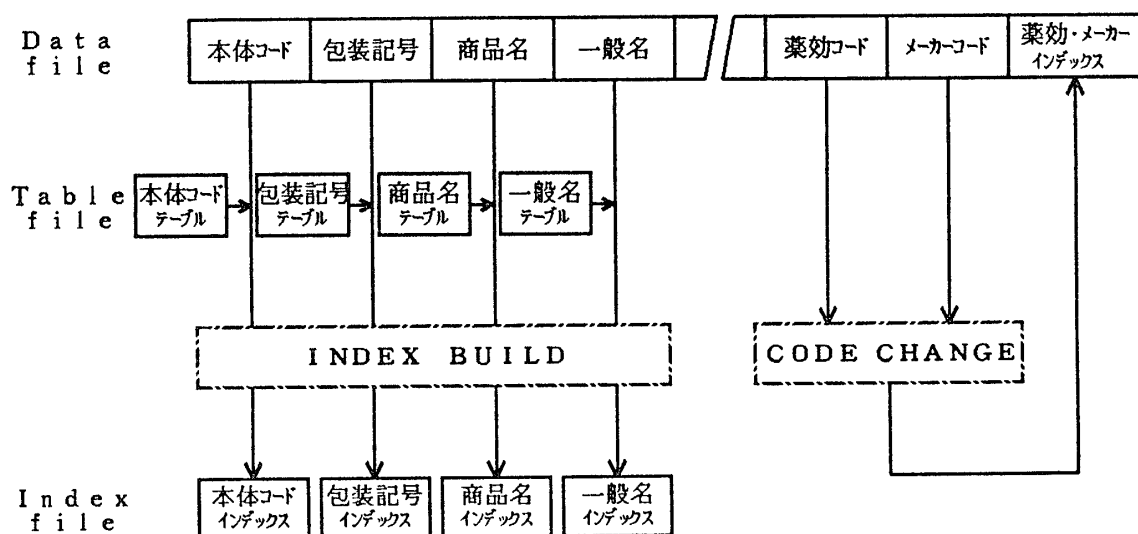 Data
file
本体コード
包装記号
商品名
一般名
薬効コード
メーカーコード
薬効・メーカー
インデックス
Table
file
本体コード
テーブル
包装記号
テーブル
商品名
テーブル
一般名
テーブル
INDEX BUILD
CODE CHANGE
Index
file
本体コード
インデックス
包装記号
インデックス
商品名
インデックス
一般名
インデックス